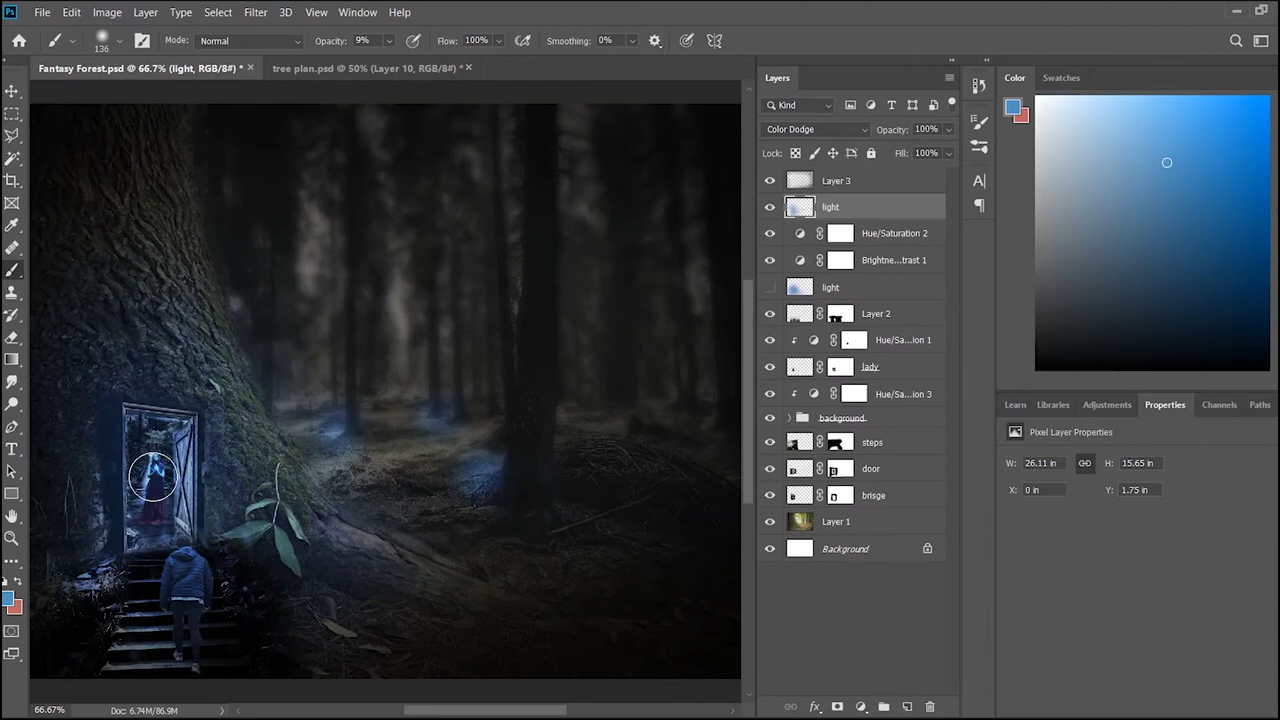 Ps File Edit Image Layer Type Select Filter 3D View Window Help
136 Mode: Normal Opacity: 9% Flow: 100% Smoothing: 0%
Fantasy Forest.psd @ 66.7% (light, RGB/8#) * × tree plan.psd @ 50% (Layer 10, RGB/8#) * ×
Layers
Color Swatches
Kind
Color Dodge Opacity: 100%
Lock: Fill: 100%
Layer 3
light
Hue/Saturation 2
Brightne...trast 1
light
Layer 2
Hue/Sa...ion 1
lady
Hue/Sa...ion 3
background
steps
door
brisge
Layer 1
Background
Learn Libraries Adjustments Properties Channels Paths
Pixel Layer Properties
W: 26.11 in H: 15.65 in
X: 0 in Y: 1.75 in
66.67% Doc: 6.74M/86.9M